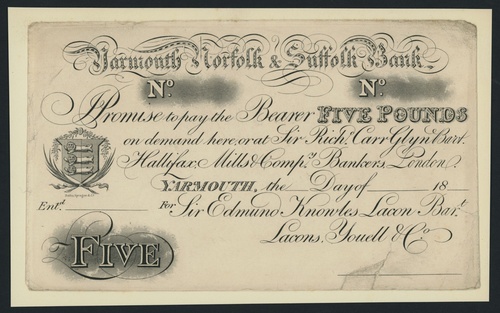 Yarmouth Norfolk & Suffolk Bank.
No. No.
I Promise to pay the Bearer FIVE POUNDS
on demand here, or at Sir Richd. Carr Glyn Bart.
Hallifax, Mills & Compy. Bankers, London.
YARMOUTH, the Day of 18
Entd. For Sir Edmund Knowles Lacon Bart.
Lacons, Youell & Co.
£FIVE